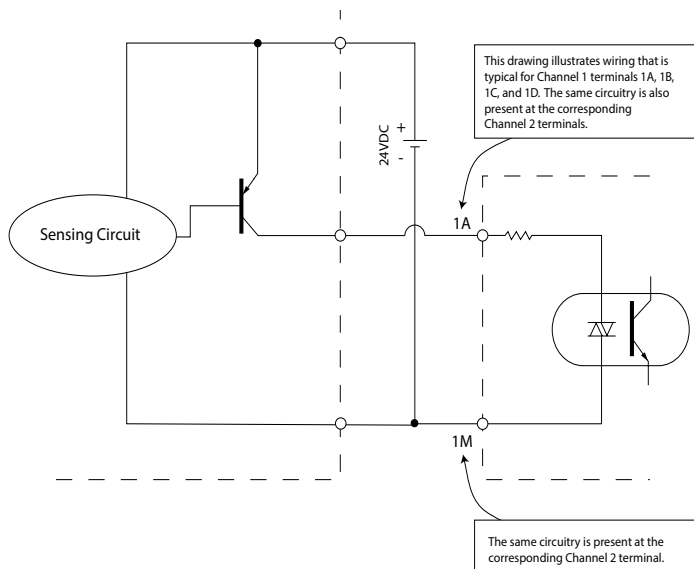 This drawing illustrates wiring that is
typical for Channel 1 terminals 1A, 1B,
1C, and 1D. The same circuitry is also
present at the corresponding
Channel 2 terminals.
+
24VDC
-
1A
Sensing Circuit
1M
The same circuitry is present at the
corresponding Channel 2 terminal.